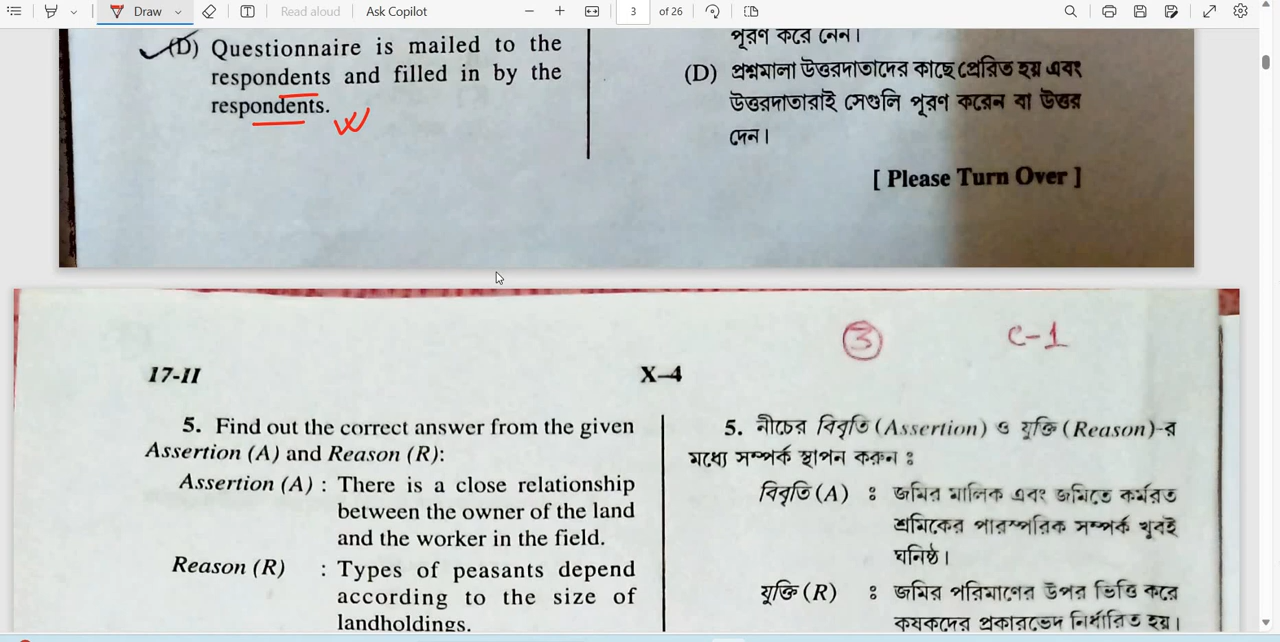 Draw
Read aloud
Ask Copilot
3 of 26
(D) Questionnaire is mailed to the
respondents and filled in by the
respondents.
পূরণ করে নেন।
(D) প্রশ্নমালা উত্তরদাতাদের কাছে প্রেরিত হয় এবং
উত্তরদাতারাই সেগুলি পূরণ করেন বা উত্তর
দেন।
[ Please Turn Over ]
3
C-1
17-II
X-4
5. Find out the correct answer from the given
Assertion (A) and Reason (R):
Assertion (A) : There is a close relationship
between the owner of the land
and the worker in the field.
Reason (R) : Types of peasants depend
according to the size of
landholdings.
5. নীচের বিবৃতি (Assertion) ও যুক্তি (Reason)-র
মধ্যে সম্পর্ক স্থাপন করুন :
বিবৃতি (A) : জমির মালিক এবং জমিতে কর্মরত
শ্রমিকের পারস্পরিক সম্পর্ক খুবই
ঘনিষ্ঠ।
যুক্তি (R) : জমির পরিমাণের উপর ভিত্তি করে
কৃষকদের প্রকারভেদ নির্ধারিত হয়।